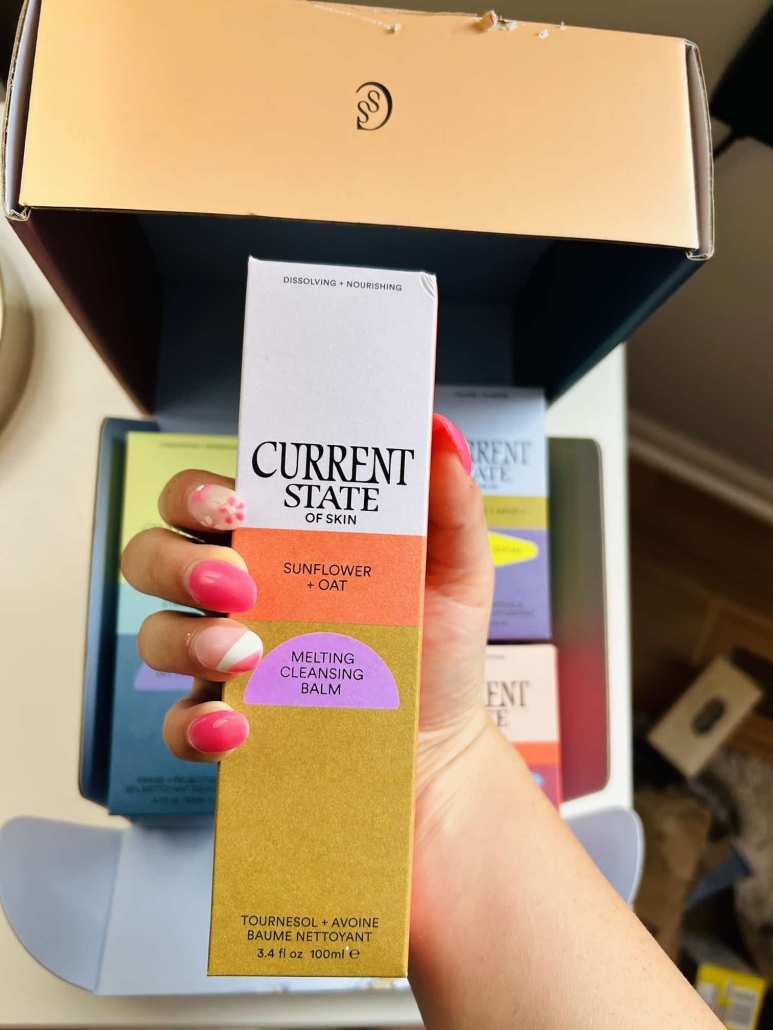 DISSOLVING + NOURISHING
CURRENT
STATE
OF SKIN
SUNFLOWER
+ OAT
MELTING
CLEANSING
BALM
TOURNESOL + AVOINE
BAUME NETTOYANT
3.4 fl oz 100ml ℮